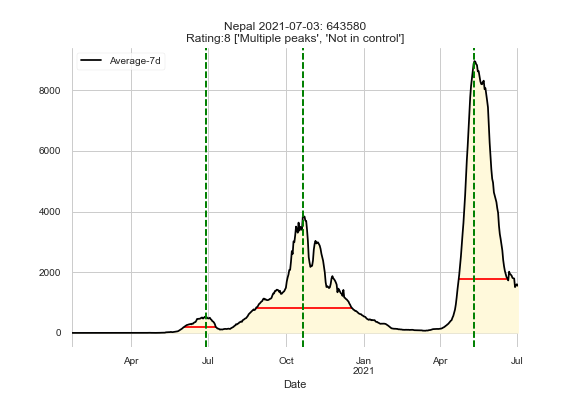 Nepal 2021-07-03: 643580
Rating:8 ['Multiple peaks', 'Not in control']
Average-7d
8000
6000
4000
2000
0
Apr
Jul
Oct
Jan
2021
Apr
Jul
Date